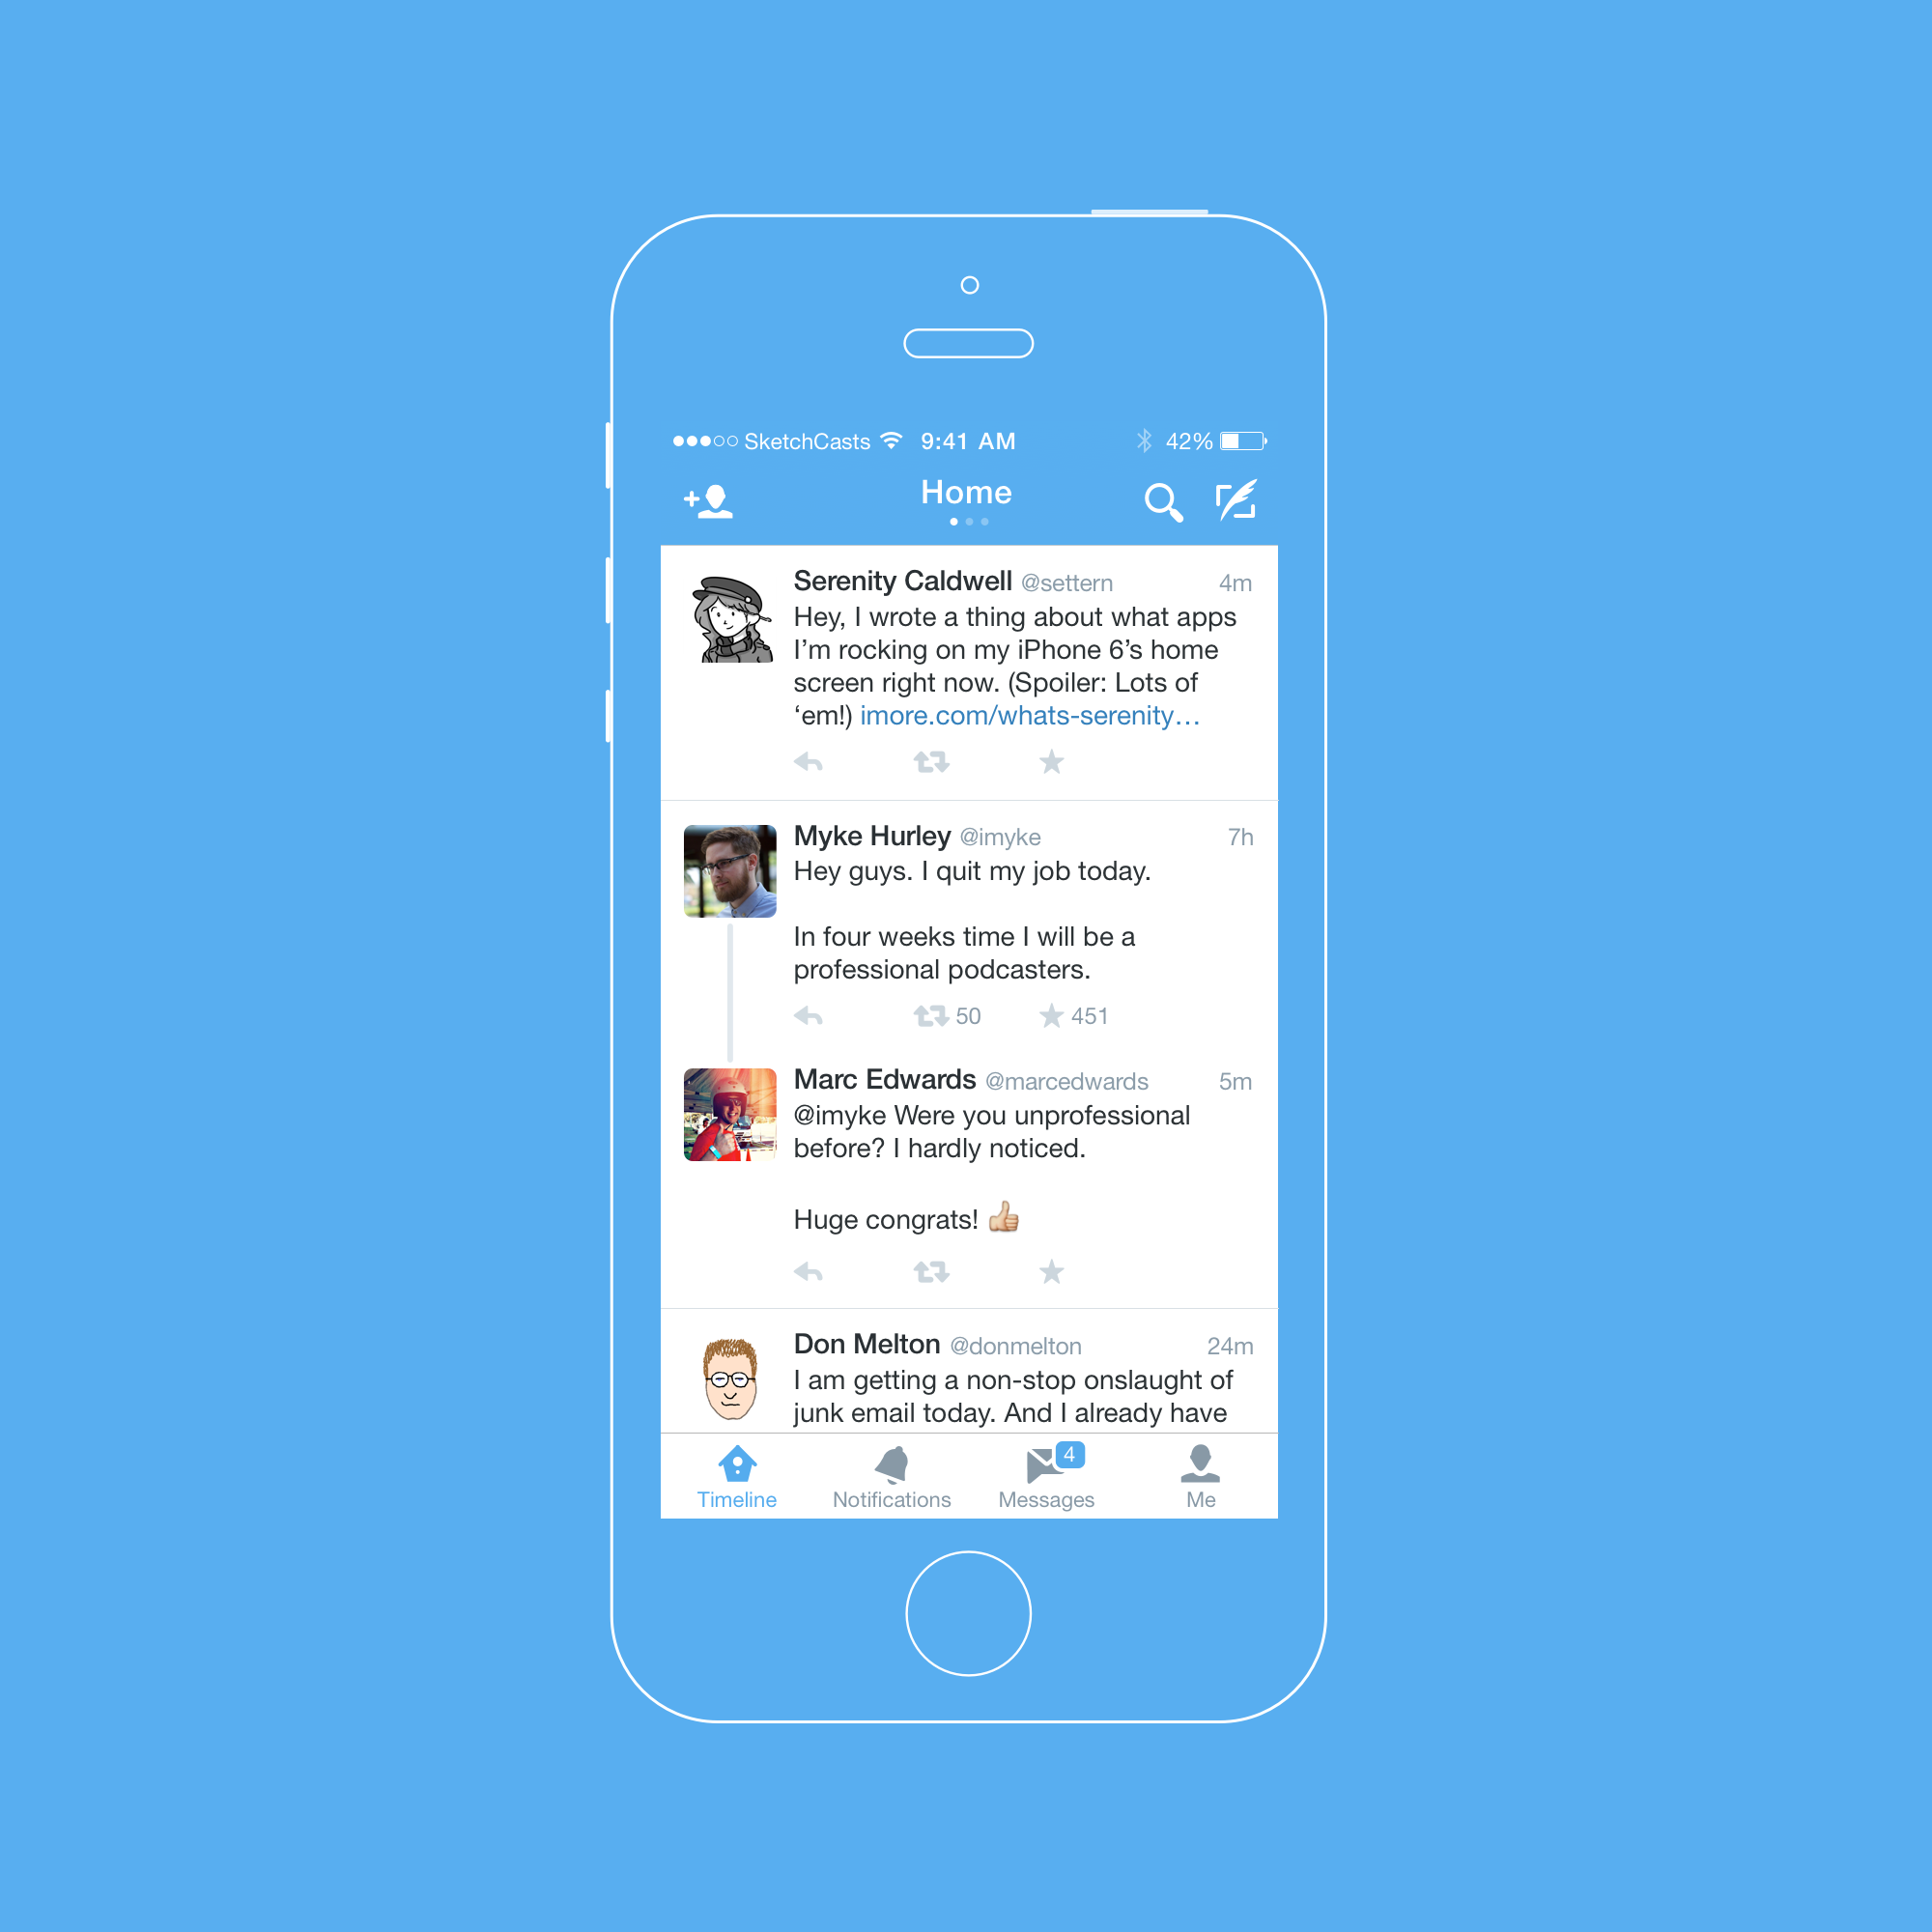 SketchCasts 9:41 AM 42%
Home
Serenity Caldwell @settern 4m
Hey, I wrote a thing about what apps
I’m rocking on my iPhone 6’s home
screen right now. (Spoiler: Lots of
‘em!) imore.com/whats-serenity…
Myke Hurley @imyke 7h
Hey guys. I quit my job today.
In four weeks time I will be a
professional podcasters.
50 451
Marc Edwards @marcedwards 5m
@imyke Were you unprofessional
before? I hardly noticed.
Huge congrats! 👍
Don Melton @donmelton 24m
I am getting a non-stop onslaught of
junk email today. And I already have
4
Timeline Notifications Messages Me